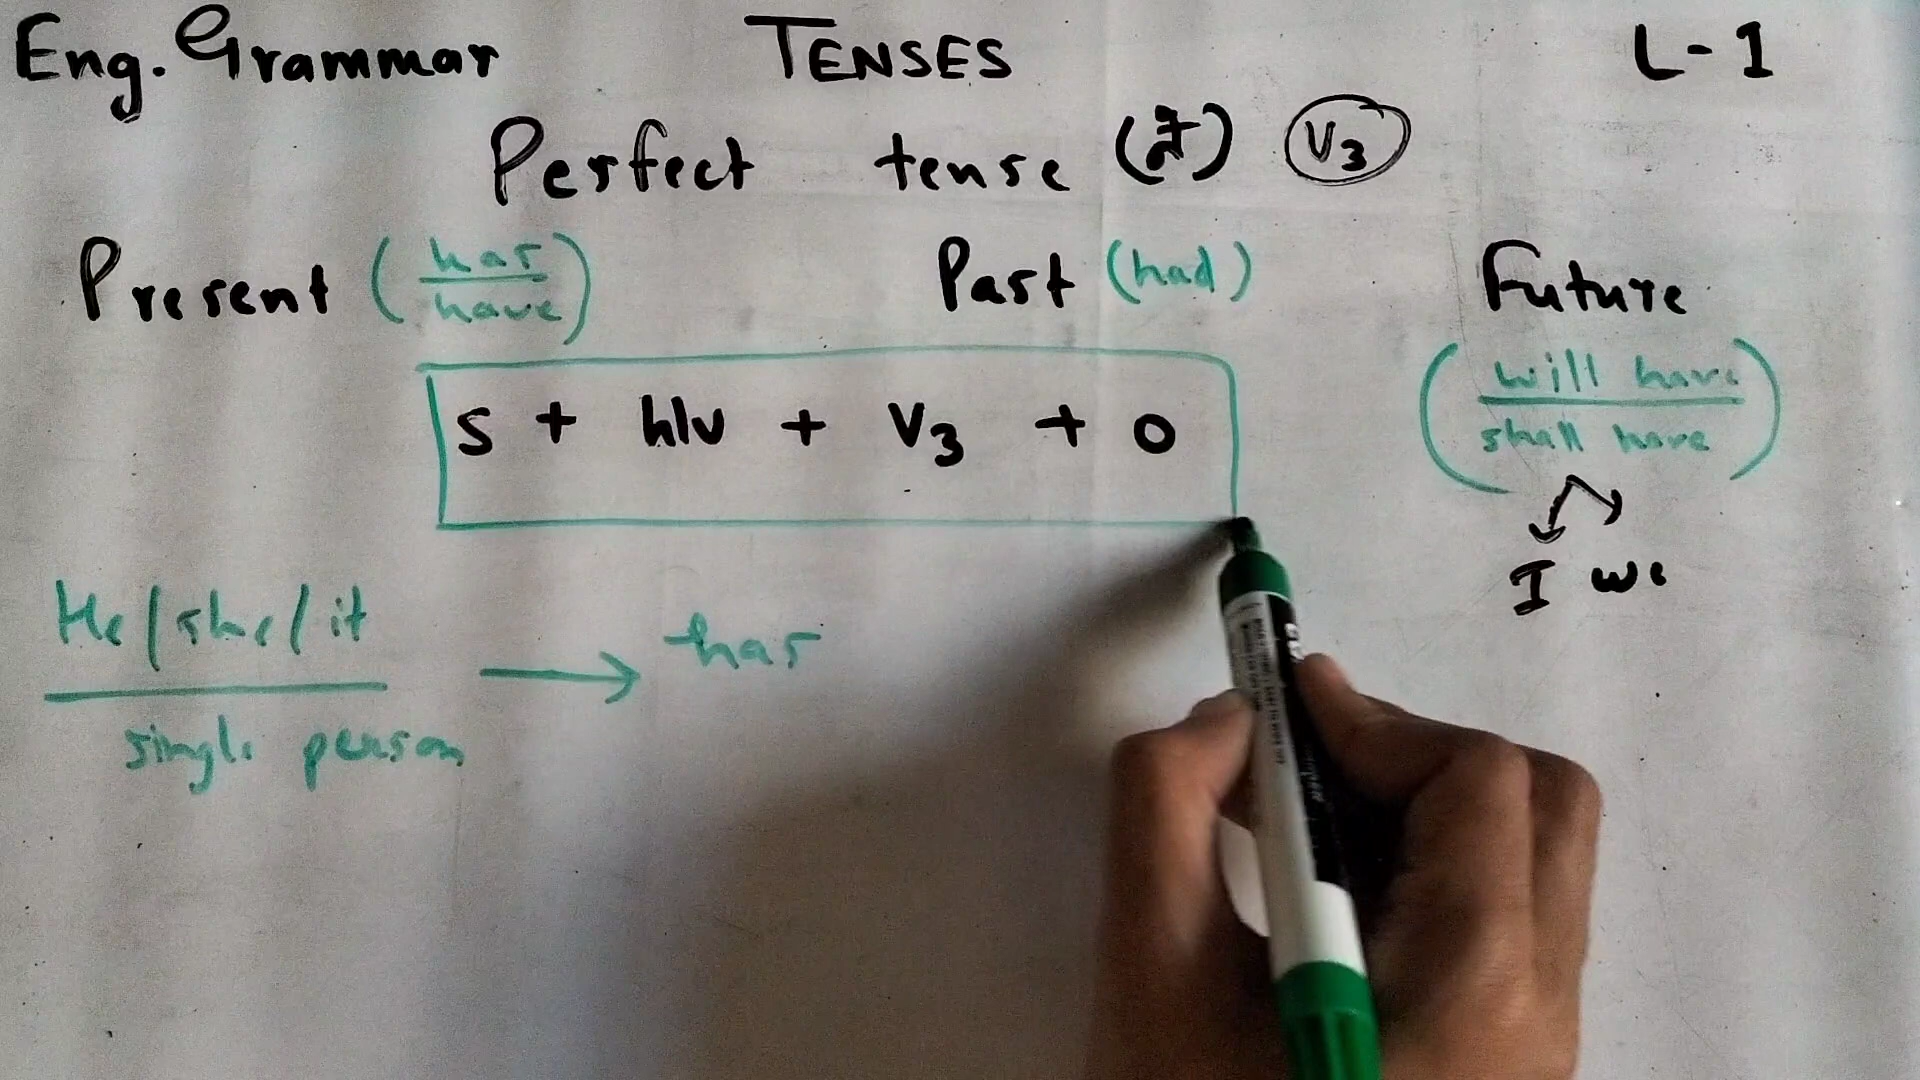 Eng. Grammar TENSES L-1
Perfect tense ( ) V3
Present (has/have) Past (had) Future
(will have/shall have)
S + h/v + V3 + O
I we
He/she/it → has
single person